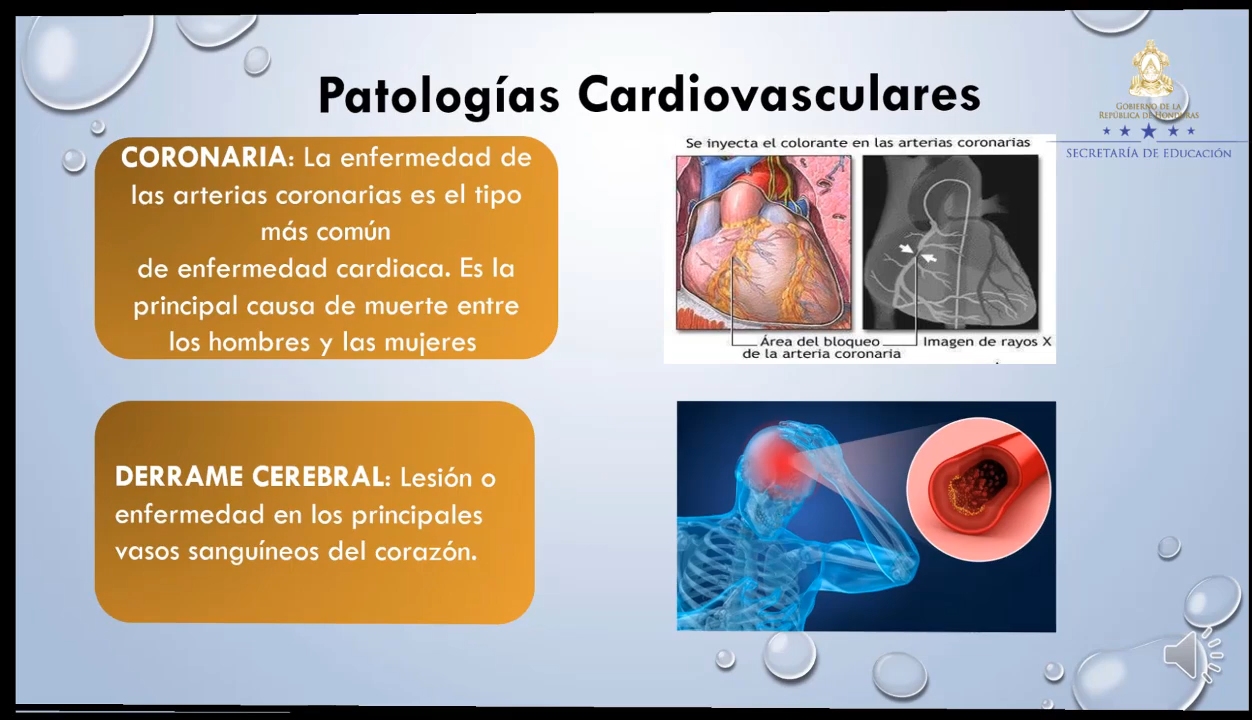 Patologías Cardiovasculares
GOBIERNO DE LA
REPÚBLICA DE HONDURAS
SECRETARÍA DE EDUCACIÓN
CORONARIA: La enfermedad de
las arterias coronarias es el tipo
más común
de enfermedad cardiaca. Es la
principal causa de muerte entre
los hombres y las mujeres
Se inyecta el colorante en las arterias coronarias
Área del bloqueo
de la arteria coronaria
Imagen de rayos X
DERRAME CEREBRAL: Lesión o
enfermedad en los principales
vasos sanguíneos del corazón.